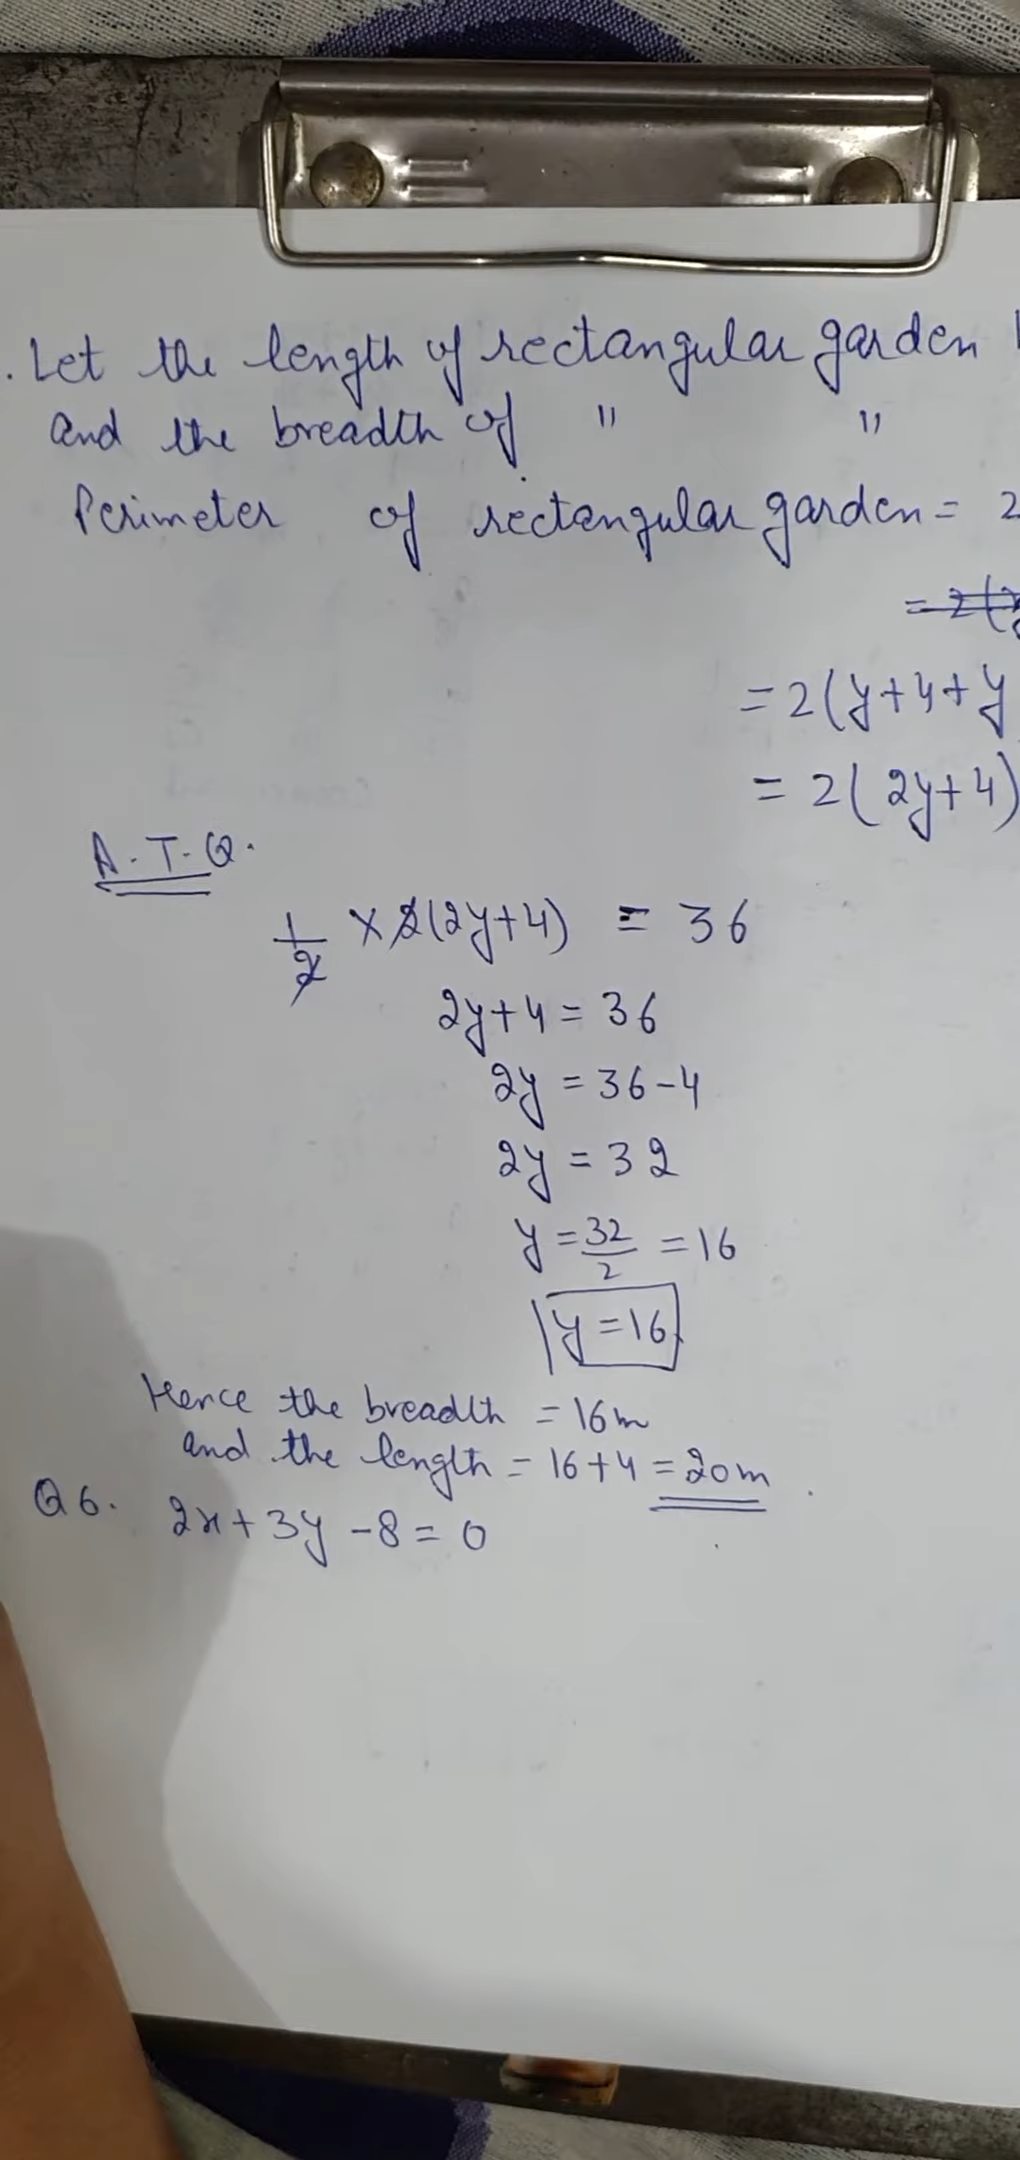 . Let the length of rectangular garden
and the breadth of " "
Perimeter of rectangular garden = 2
= 2(y
= 2(y+4+y
= 2(2y+4)
A.T.Q.
1/2 × 2(2y+4) = 36
2y+4 = 36
2y = 36-4
2y = 32
y = 32/2 = 16
y = 16
Hence the breadth = 16m
and the length = 16+4 = 20m
Q6. 2x+3y-8=0